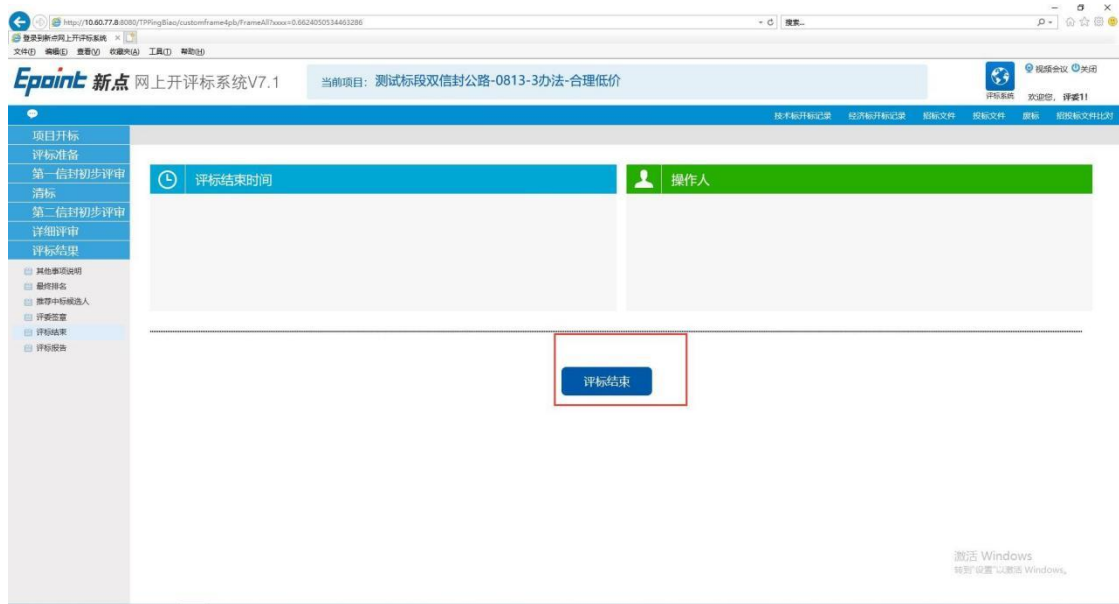 http://10.60.77.8:8080/TPPingBiao/customframe4pb/FrameAll?xxxx=0.6624050534463286
搜索...
登录到新点网上开评标系统
文件(F) 编辑(E) 查看(V) 收藏夹(A) 工具(T) 帮助(H)
Epoint 新点 网上开评标系统V7.1
当前项目：测试标段双信封公路-0813-3办法-合理低价
评标系统
视频会议 关闭
欢迎您，评委1!
技术标开标记录 经济标开标记录 招标文件 投标文件 废标 招投标文件比对
项目开标
评标准备
第一信封初步评审
清标
第二信封初步评审
详细评审
评标结果
其他事项说明
最终排名
推荐中标候选人
评委签章
评标结束
评标报告
评标结束时间
操作人
评标结束
激活 Windows
转到"设置"以激活 Windows。